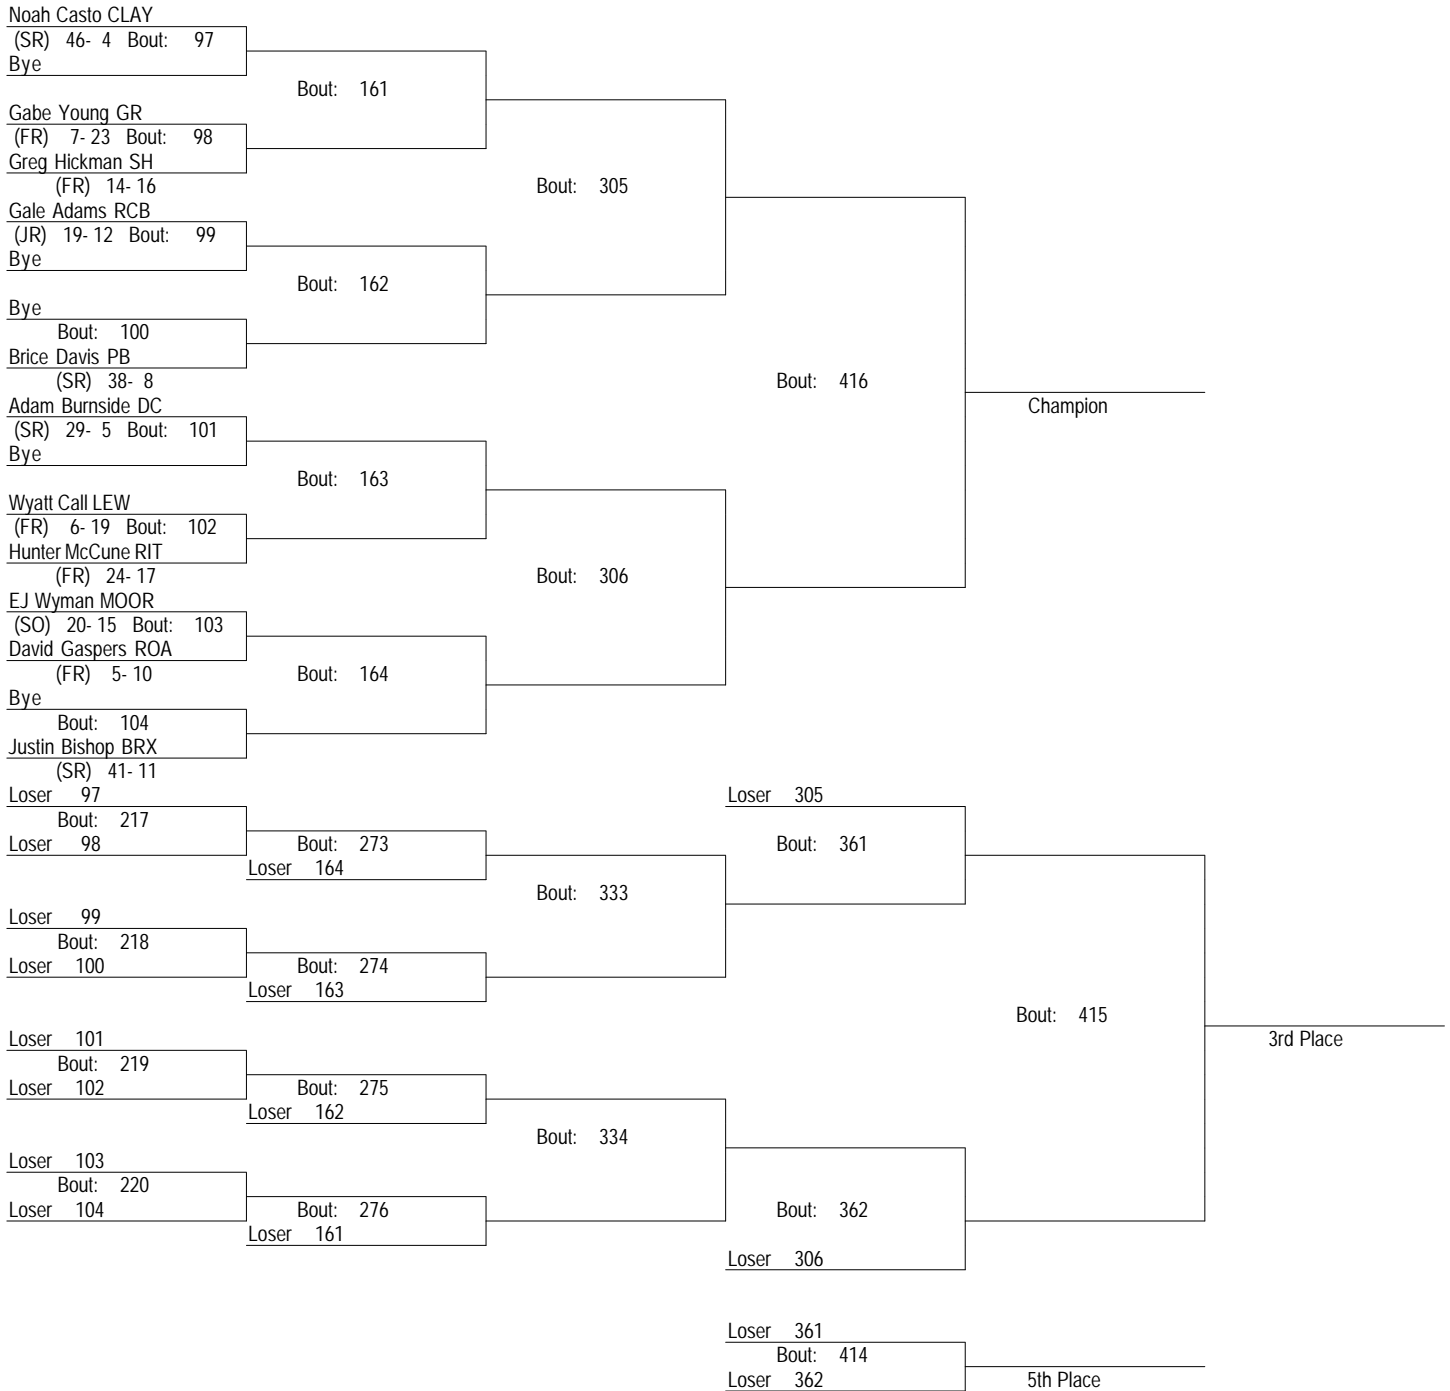 Noah Casto CLAY
(SR) 46- 4 Bout: 97
Bye
Bout: 161
Gabe Young GR
(FR) 7- 23 Bout: 98
Greg Hickman SH
(FR) 14- 16
Bout: 305
Gale Adams RCB
(JR) 19- 12 Bout: 99
Bye
Bout: 162
Bye
Bout: 100
Brice Davis PB
(SR) 38- 8
Bout: 416
Adam Burnside DC
Champion
(SR) 29- 5 Bout: 101
Bye
Bout: 163
Wyatt Call LEW
(FR) 6- 19 Bout: 102
Hunter McCune RIT
(FR) 24- 17
Bout: 306
EJ Wyman MOOR
(SO) 20- 15 Bout: 103
David Gaspers ROA
(FR) 5- 10
Bout: 164
Bye
Bout: 104
Justin Bishop BRX
(SR) 41- 11
Loser 97
Loser 305
Bout: 217
Loser 98
Bout: 273
Bout: 361
Loser 164
Bout: 333
Loser 99
Bout: 218
Loser 100
Bout: 274
Loser 163
Bout: 415
Loser 101
3rd Place
Bout: 219
Loser 102
Bout: 275
Loser 162
Bout: 334
Loser 103
Bout: 220
Loser 104
Bout: 276
Bout: 362
Loser 161
Loser 306
Loser 361
Bout: 414
Loser 362
5th Place